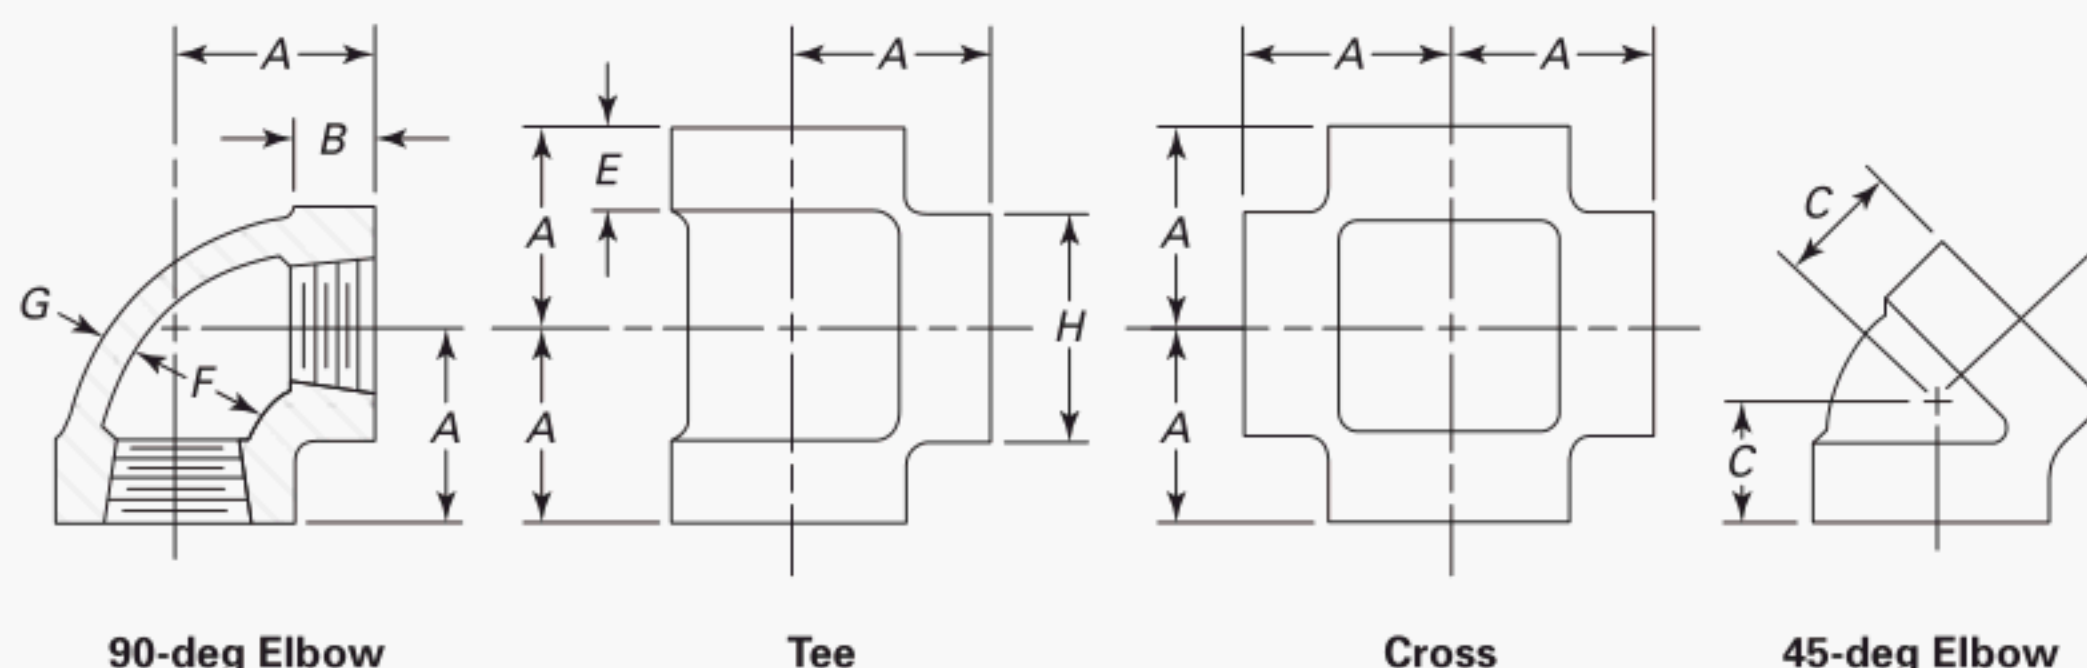 A A A A
B
E
C
A A
G
H
F
A A A
C
90-deg Elbow Tee Cross 45-deg Elbow